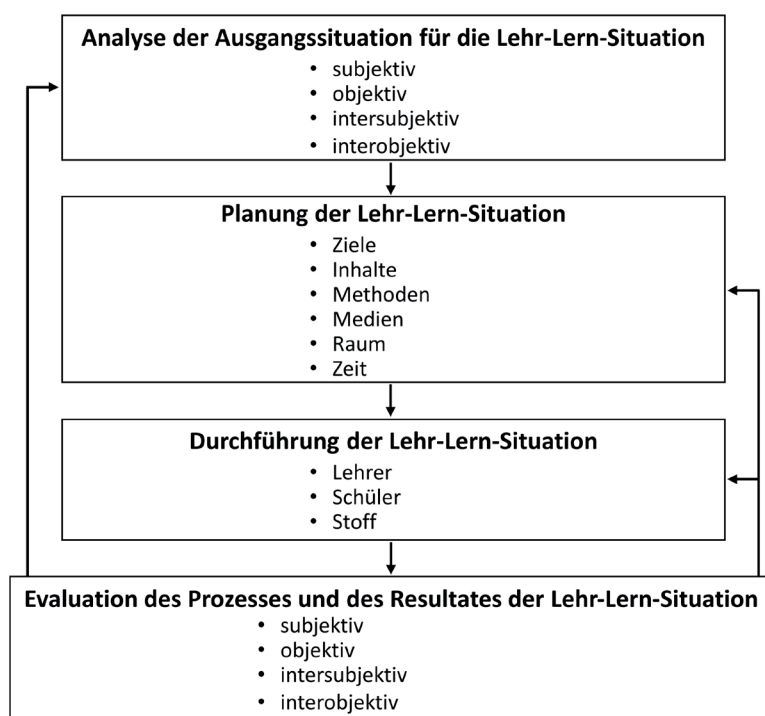 Analyse der Ausgangssituation für die Lehr-Lern-Situation
• subjektiv
• objektiv
• intersubjektiv
• interobjektiv
Planung der Lehr-Lern-Situation
• Ziele
• Inhalte
• Methoden
• Medien
• Raum
• Zeit
Durchführung der Lehr-Lern-Situation
• Lehrer
• Schüler
• Stoff
Evaluation des Prozesses und des Resultates der Lehr-Lern-Situation
• subjektiv
• objektiv
• intersubjektiv
• interobjektiv